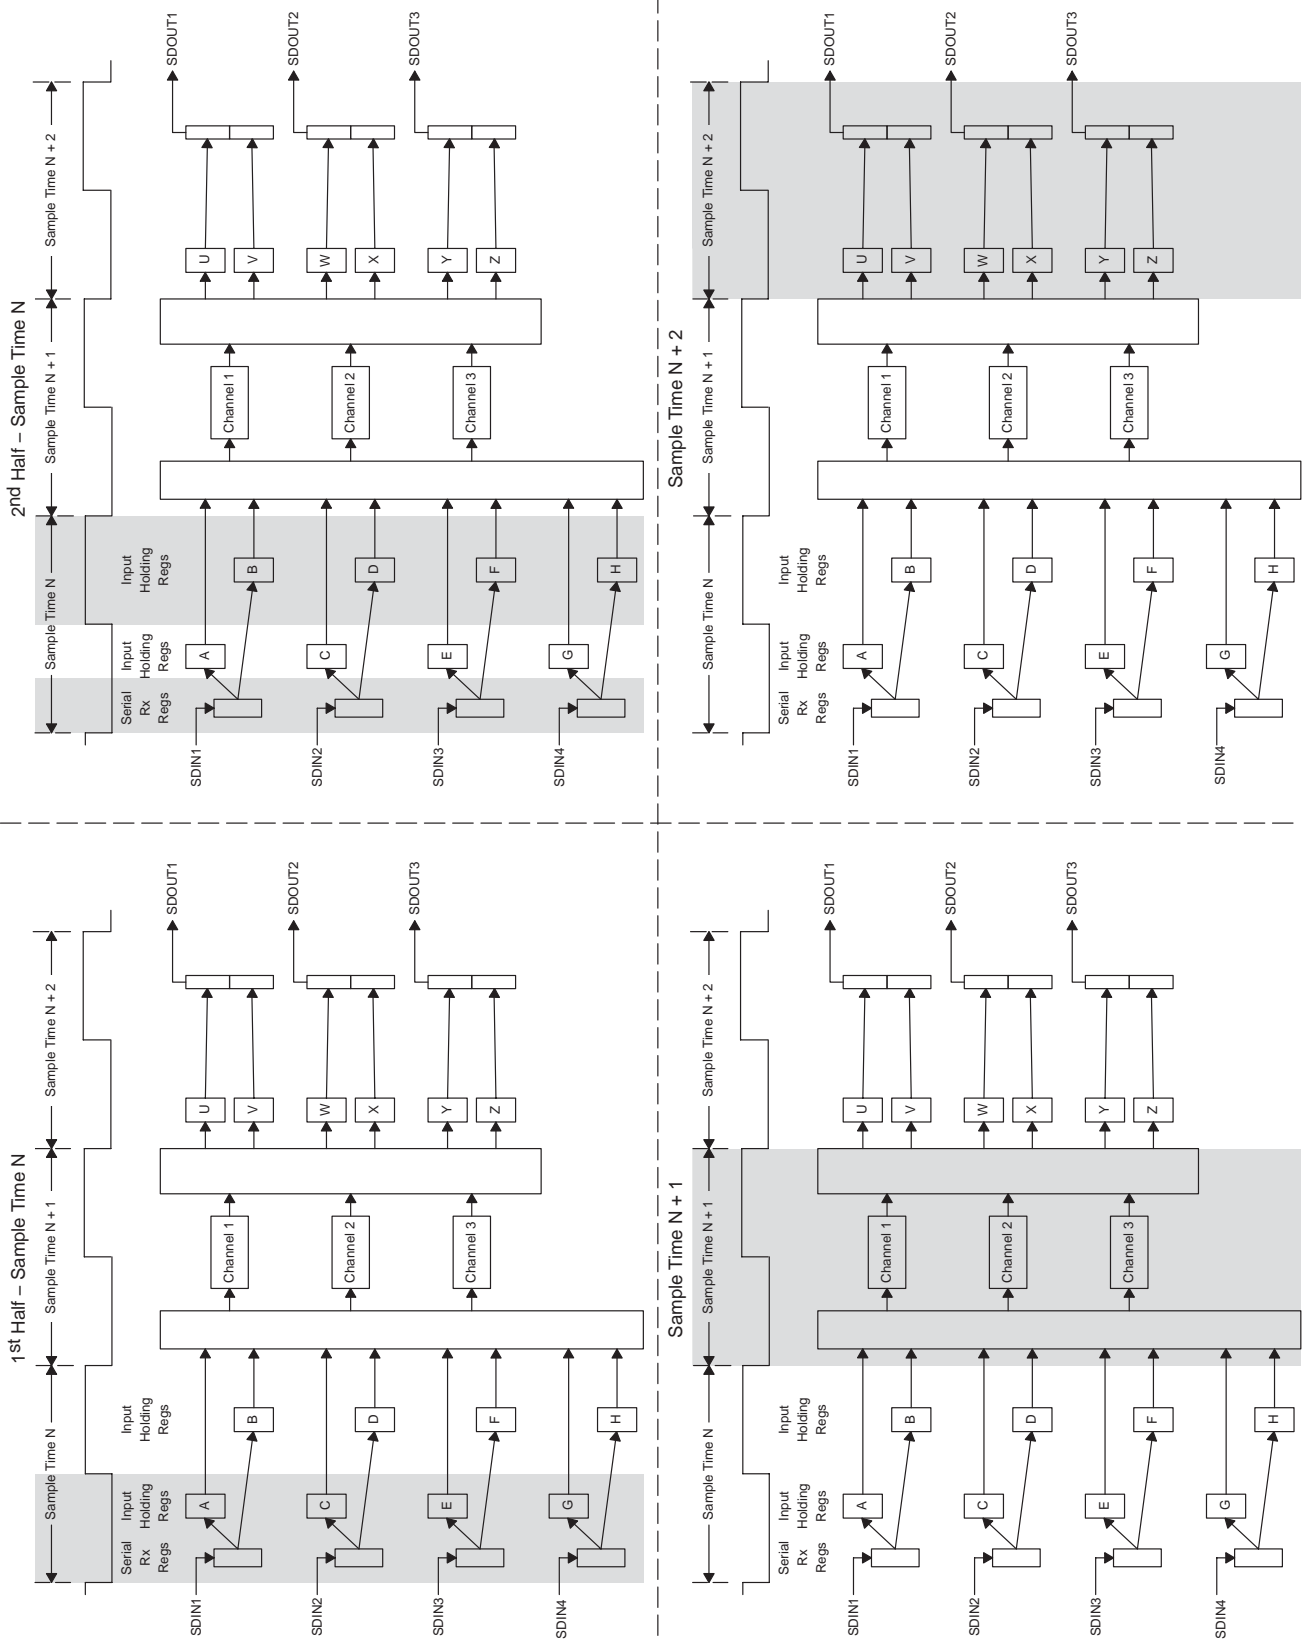 1st Half – Sample Time N
Sample Time N
Sample Time N + 1
Sample Time N + 2
Serial
Rx
Regs
Input
Holding
Regs
Input
Holding
Regs
SDIN1
A
B
Channel 1
U
V
SDOUT1
SDIN2
C
D
Channel 2
W
X
SDOUT2
SDIN3
E
F
Channel 3
Y
Z
SDOUT3
SDIN4
G
H
2nd Half – Sample Time N
Sample Time N
Sample Time N + 1
Sample Time N + 2
Serial
Rx
Regs
Input
Holding
Regs
Input
Holding
Regs
SDIN1
A
B
Channel 1
U
V
SDOUT1
SDIN2
C
D
Channel 2
W
X
SDOUT2
SDIN3
E
F
Channel 3
Y
Z
SDOUT3
SDIN4
G
H
Sample Time N + 1
Sample Time N
Sample Time N + 1
Sample Time N + 2
Serial
Rx
Regs
Input
Holding
Regs
Input
Holding
Regs
SDIN1
A
B
Channel 1
U
V
SDOUT1
SDIN2
C
D
Channel 2
W
X
SDOUT2
SDIN3
E
F
Channel 3
Y
Z
SDOUT3
SDIN4
G
H
Sample Time N + 2
Sample Time N
Sample Time N + 1
Sample Time N + 2
Serial
Rx
Regs
Input
Holding
Regs
Input
Holding
Regs
SDIN1
A
B
Channel 1
U
V
SDOUT1
SDIN2
C
D
Channel 2
W
X
SDOUT2
SDIN3
E
F
Channel 3
Y
Z
SDOUT3
SDIN4
G
H